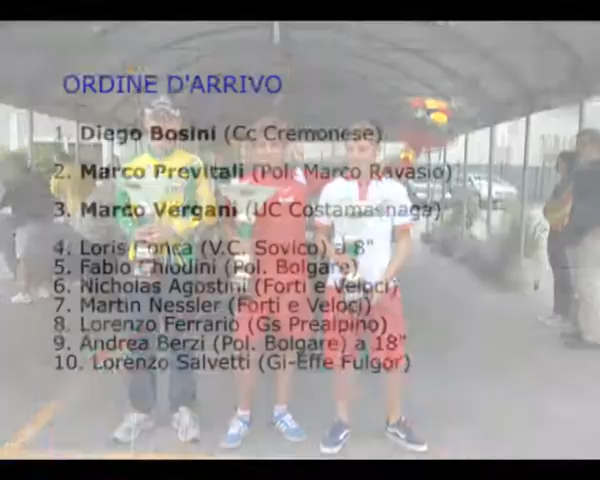 ORDINE D'ARRIVO
1. Diego Bosini (Cc Cremonese)
2. Marco Previtali (Pol. Marco Ravasio)
3. Marco Vergani (UC Costamasnaga)
4. Loris Conca (V.C. Sovico) a 8"
5. Fabio Chiodini (Pol. Bolgare)
6. Nicholas Agostini (Forti e Veloci)
7. Martin Nessler (Forti e Veloci)
8. Lorenzo Ferrario (Gs Prealpino)
9. Andrea Berzi (Pol. Bolgare) a 18"
10. Lorenzo Salvetti (Gi-Effe Fulgor)